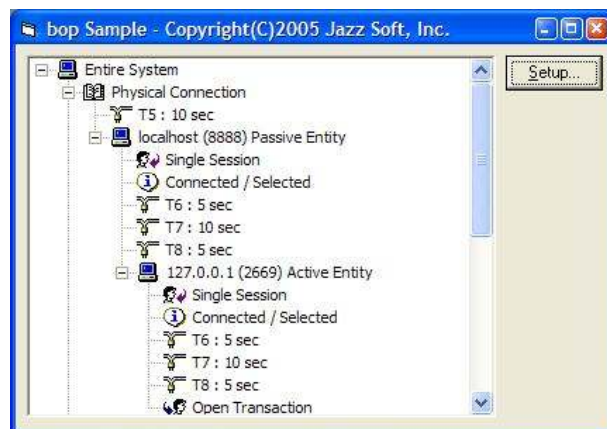 bop Sample - Copyright(C)2005 Jazz Soft, Inc.
Entire System
Setup...
Physical Connection
T5 : 10 sec
localhost (8888) Passive Entity
Single Session
Connected / Selected
T6 : 5 sec
T7 : 10 sec
T8 : 5 sec
127.0.0.1 (2669) Active Entity
Single Session
Connected / Selected
T6 : 5 sec
T7 : 10 sec
T8 : 5 sec
Open Transaction